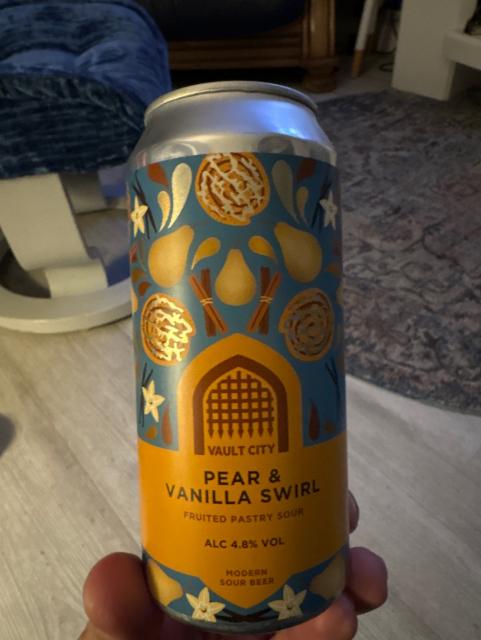 VAULT CITY
PEAR &
VANILLA SWIRL
FRUITED PASTRY SOUR
ALC 4.8% VOL
MODERN
SOUR BEER